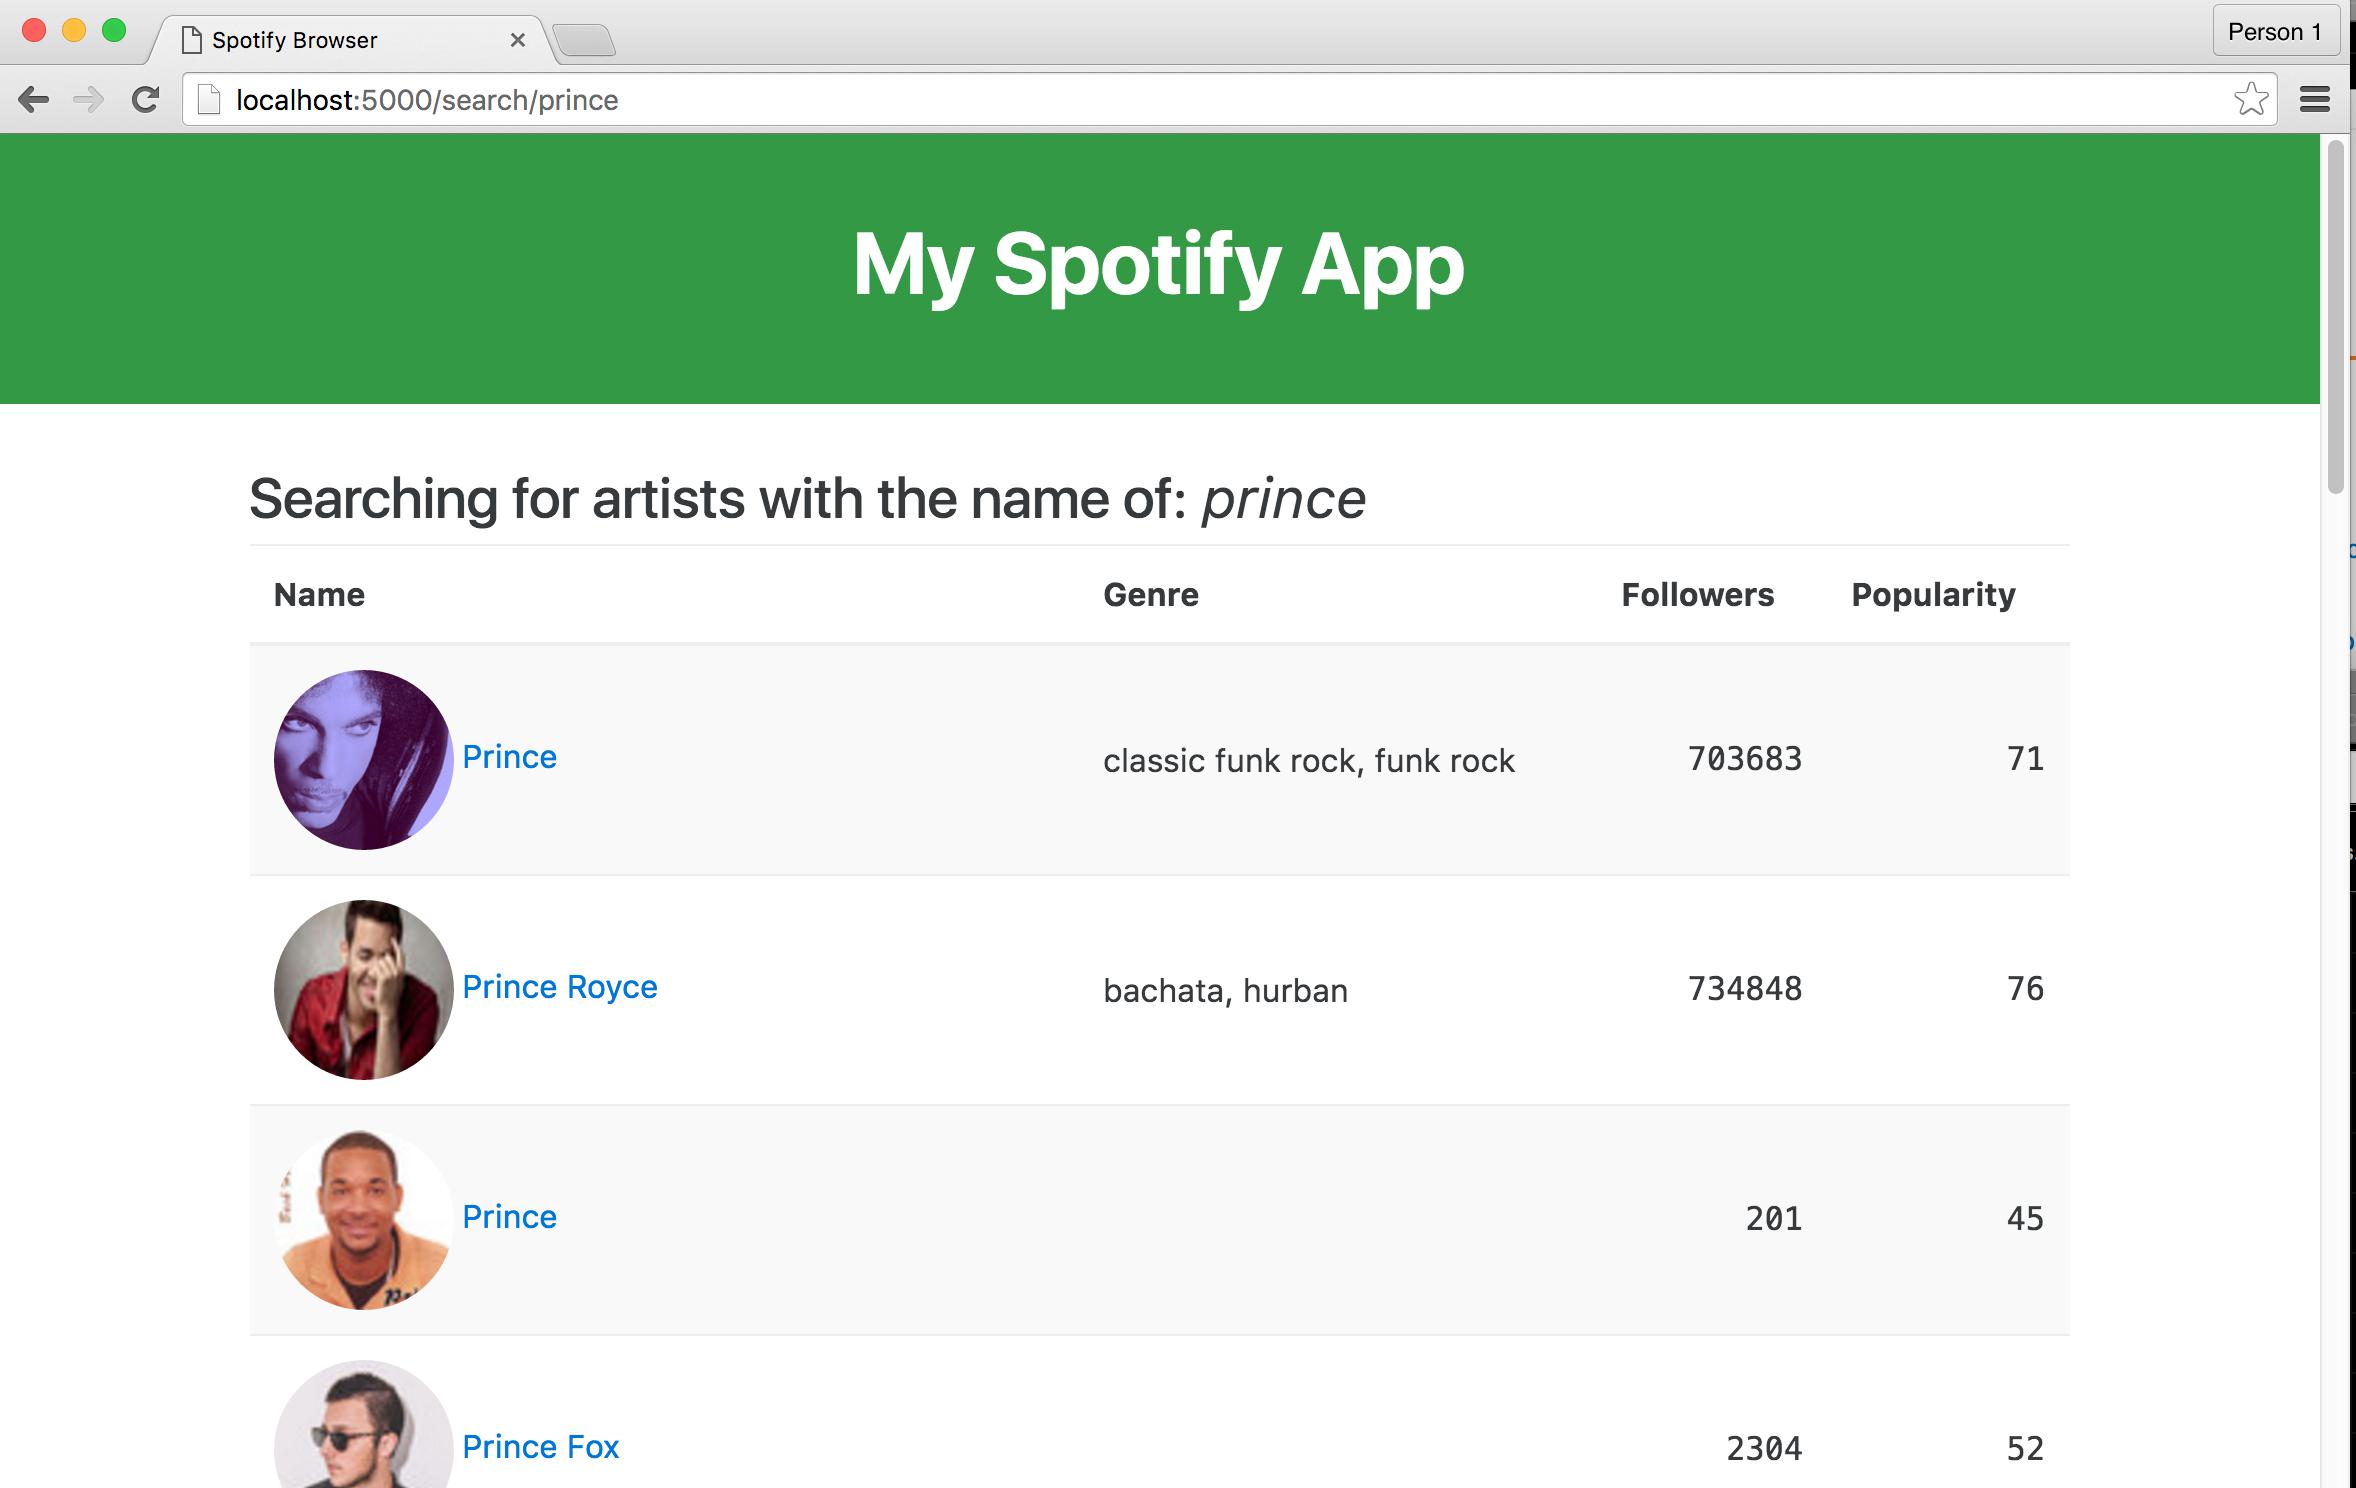 Spotify Browser
Person 1
localhost:5000/search/prince
My Spotify App
Searching for artists with the name of: prince
Name Genre Followers Popularity
Prince classic funk rock, funk rock 703683 71
Prince Royce bachata, hurban 734848 76
Prince 201 45
Prince Fox 2304 52